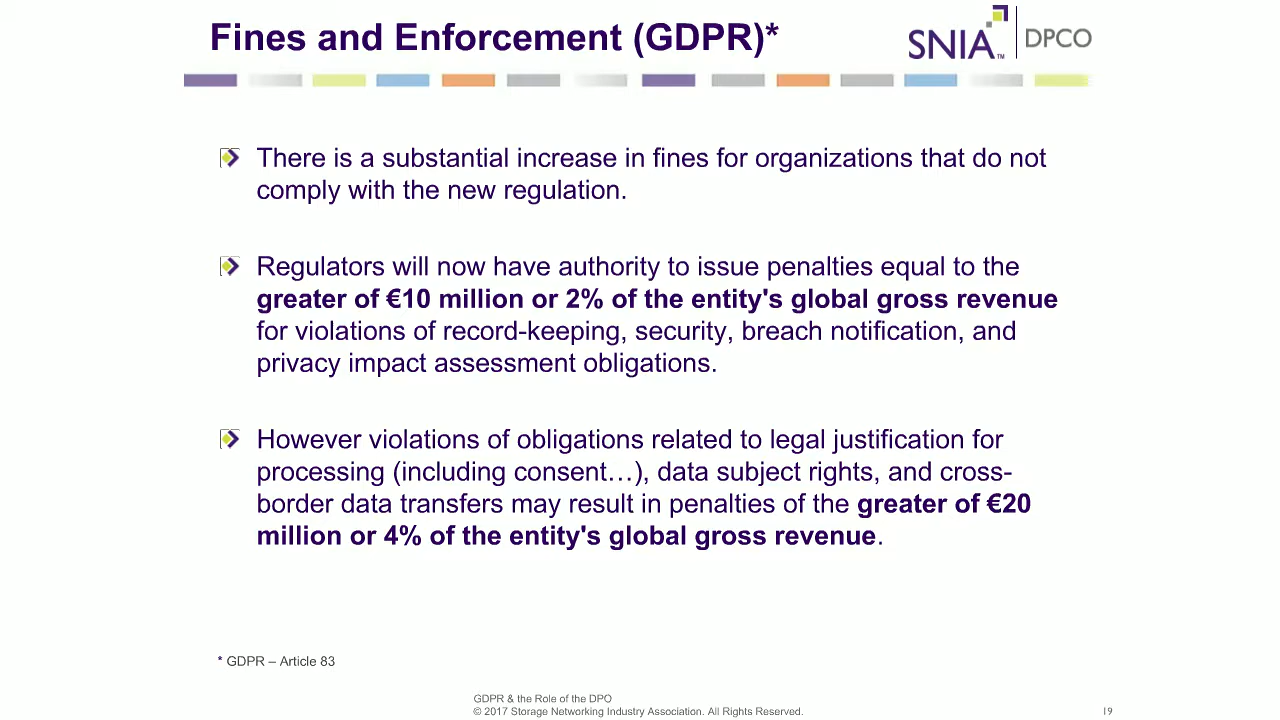 Fines and Enforcement (GDPR)*
SNIA™ DPCO
There is a substantial increase in fines for organizations that do not
comply with the new regulation.
Regulators will now have authority to issue penalties equal to the
greater of €10 million or 2% of the entity's global gross revenue
for violations of record-keeping, security, breach notification, and
privacy impact assessment obligations.
However violations of obligations related to legal justification for
processing (including consent…), data subject rights, and cross-
border data transfers may result in penalties of the greater of €20
million or 4% of the entity's global gross revenue.
* GDPR – Article 83
GDPR & the Role of the DPO
© 2017 Storage Networking Industry Association. All Rights Reserved.
19